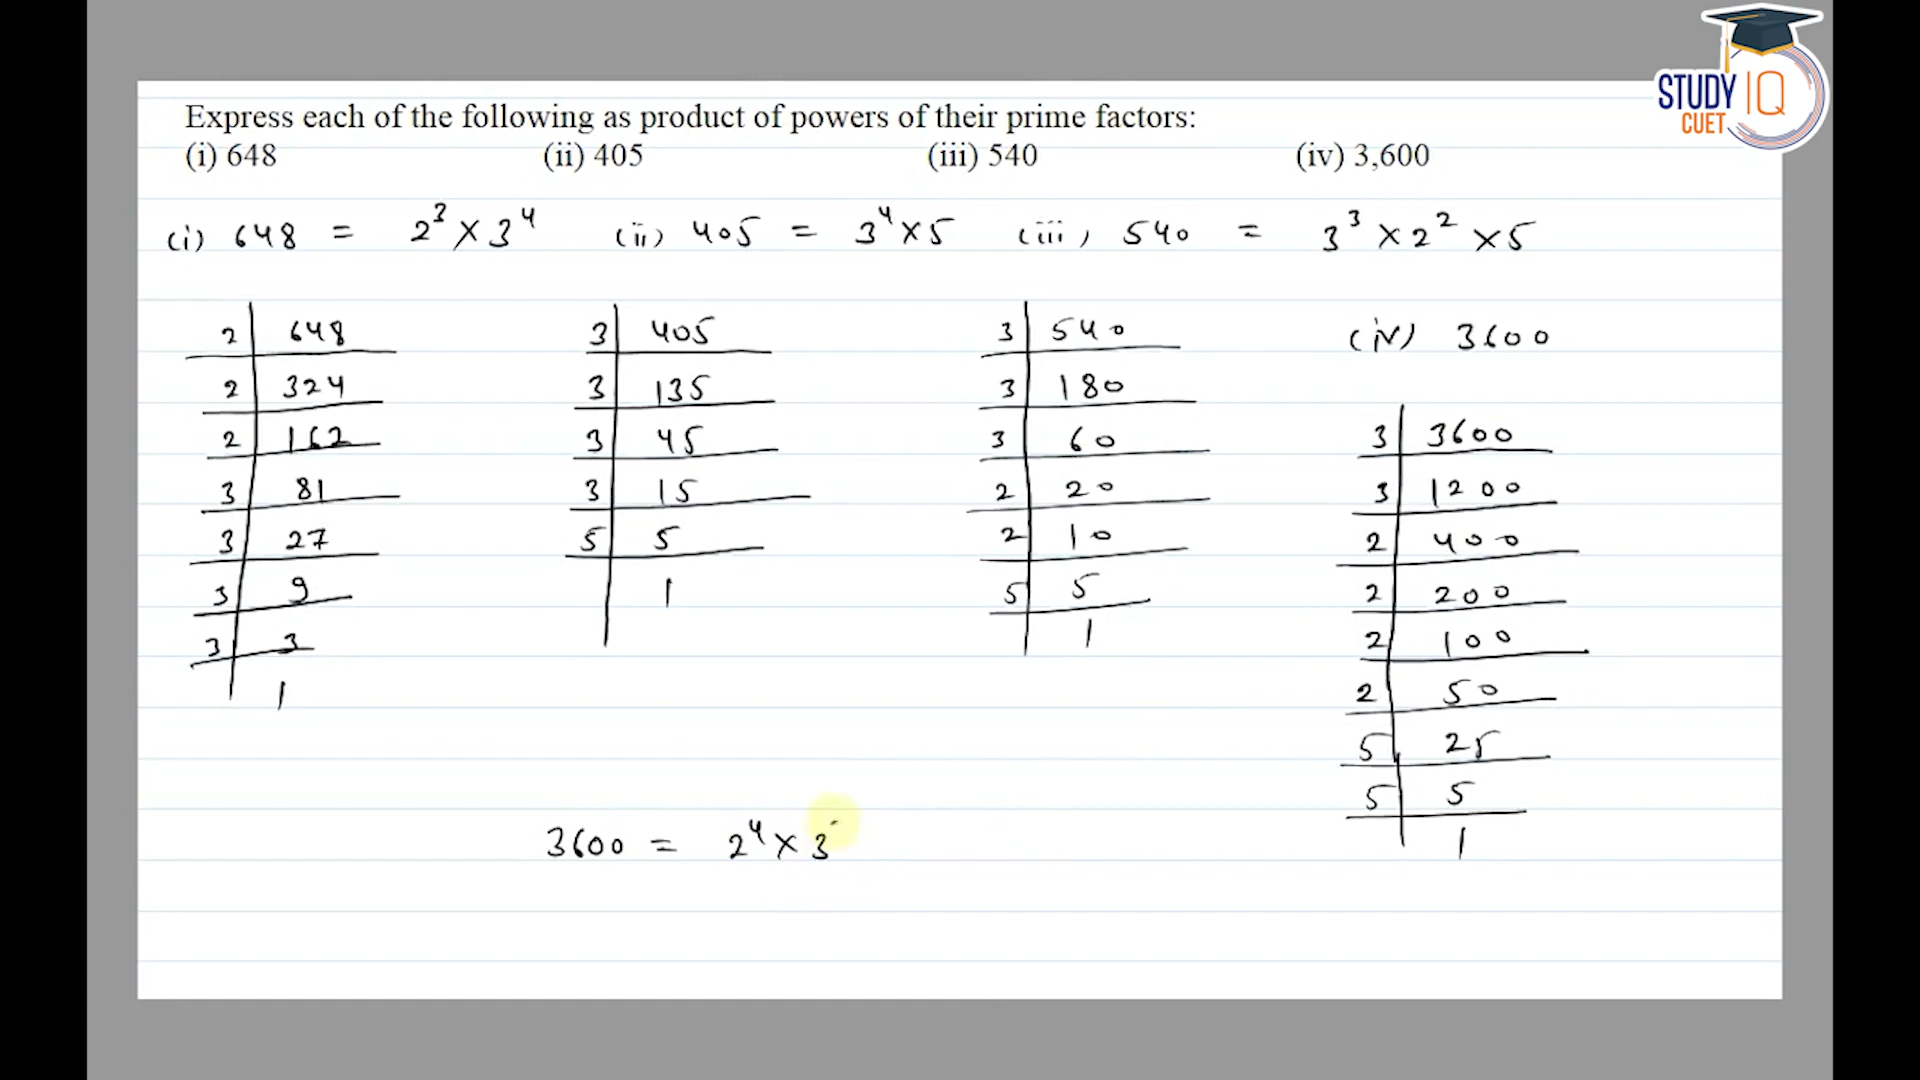 STUDY IQ
CUET
Express each of the following as product of powers of their prime factors:
(i) 648 (ii) 405 (iii) 540 (iv) 3,600
(i) 648 = 2³ × 3⁴ (ii) 405 = 3⁴ × 5 (iii) 540 = 3³ × 2² × 5
2 | 648
2 | 324
2 | 162
3 | 81
3 | 27
3 | 9
3 | 3
1
3 | 405
3 | 135
3 | 45
3 | 15
5 | 5
1
3 | 540
3 | 180
3 | 60
2 | 20
2 | 10
5 | 5
1
(iv) 3600
3 | 3600
3 | 1200
2 | 400
2 | 200
2 | 100
2 | 50
5 | 25
5 | 5
1
3600 = 2⁴ × 3